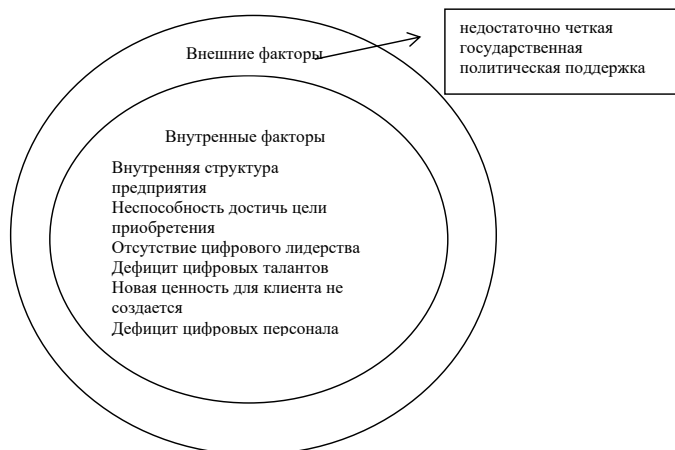 недостаточно четкая
государственная
политическая поддержка
Внешние факторы
Внутренные факторы
Внутренняя структура
предприятия
Неспособность достичь цели
приобретения
Отсутствие цифрового лидерства
Дефицит цифровых талантов
Новая ценность для клиента не
создается
Дефицит цифровых персонала